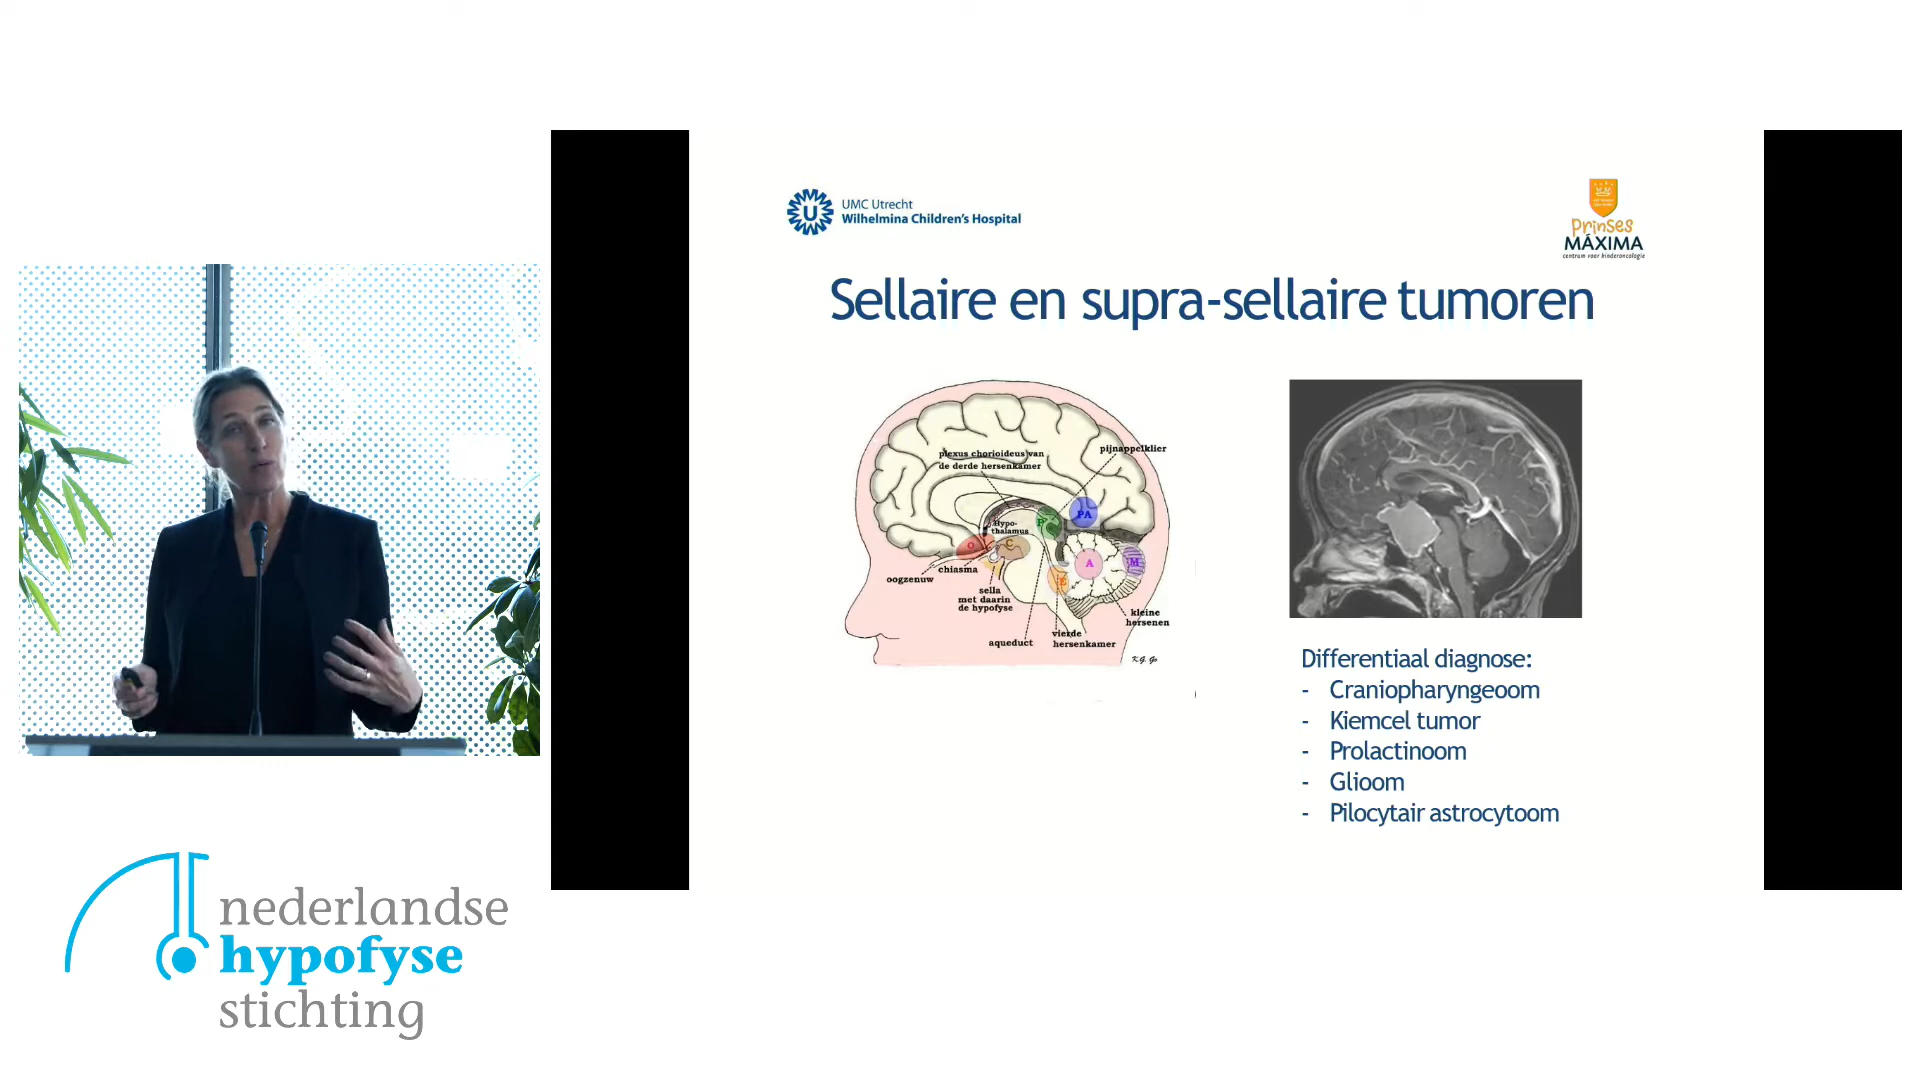 UMC Utrecht
Wilhelmina Children's Hospital
prinses
MÁXIMA
centrum voor kinderoncologie
Sellaire en supra-sellaire tumoren
plexus chorioideus van
de derde hersenkamer
pijnappelklier
PA
P
Hypo-
thalamus
O
C
A
M
E
chiasma
oogzenuw
sella
met daarin
de hypofyse
kleine
hersenen
aqueduct
vierde
hersenkamer
K.G. Go
Differentiaal diagnose:
- Craniopharyngeoom
- Kiemcel tumor
- Prolactinoom
- Glioom
- Pilocytair astrocytoom
nederlandse
hypofyse
stichting